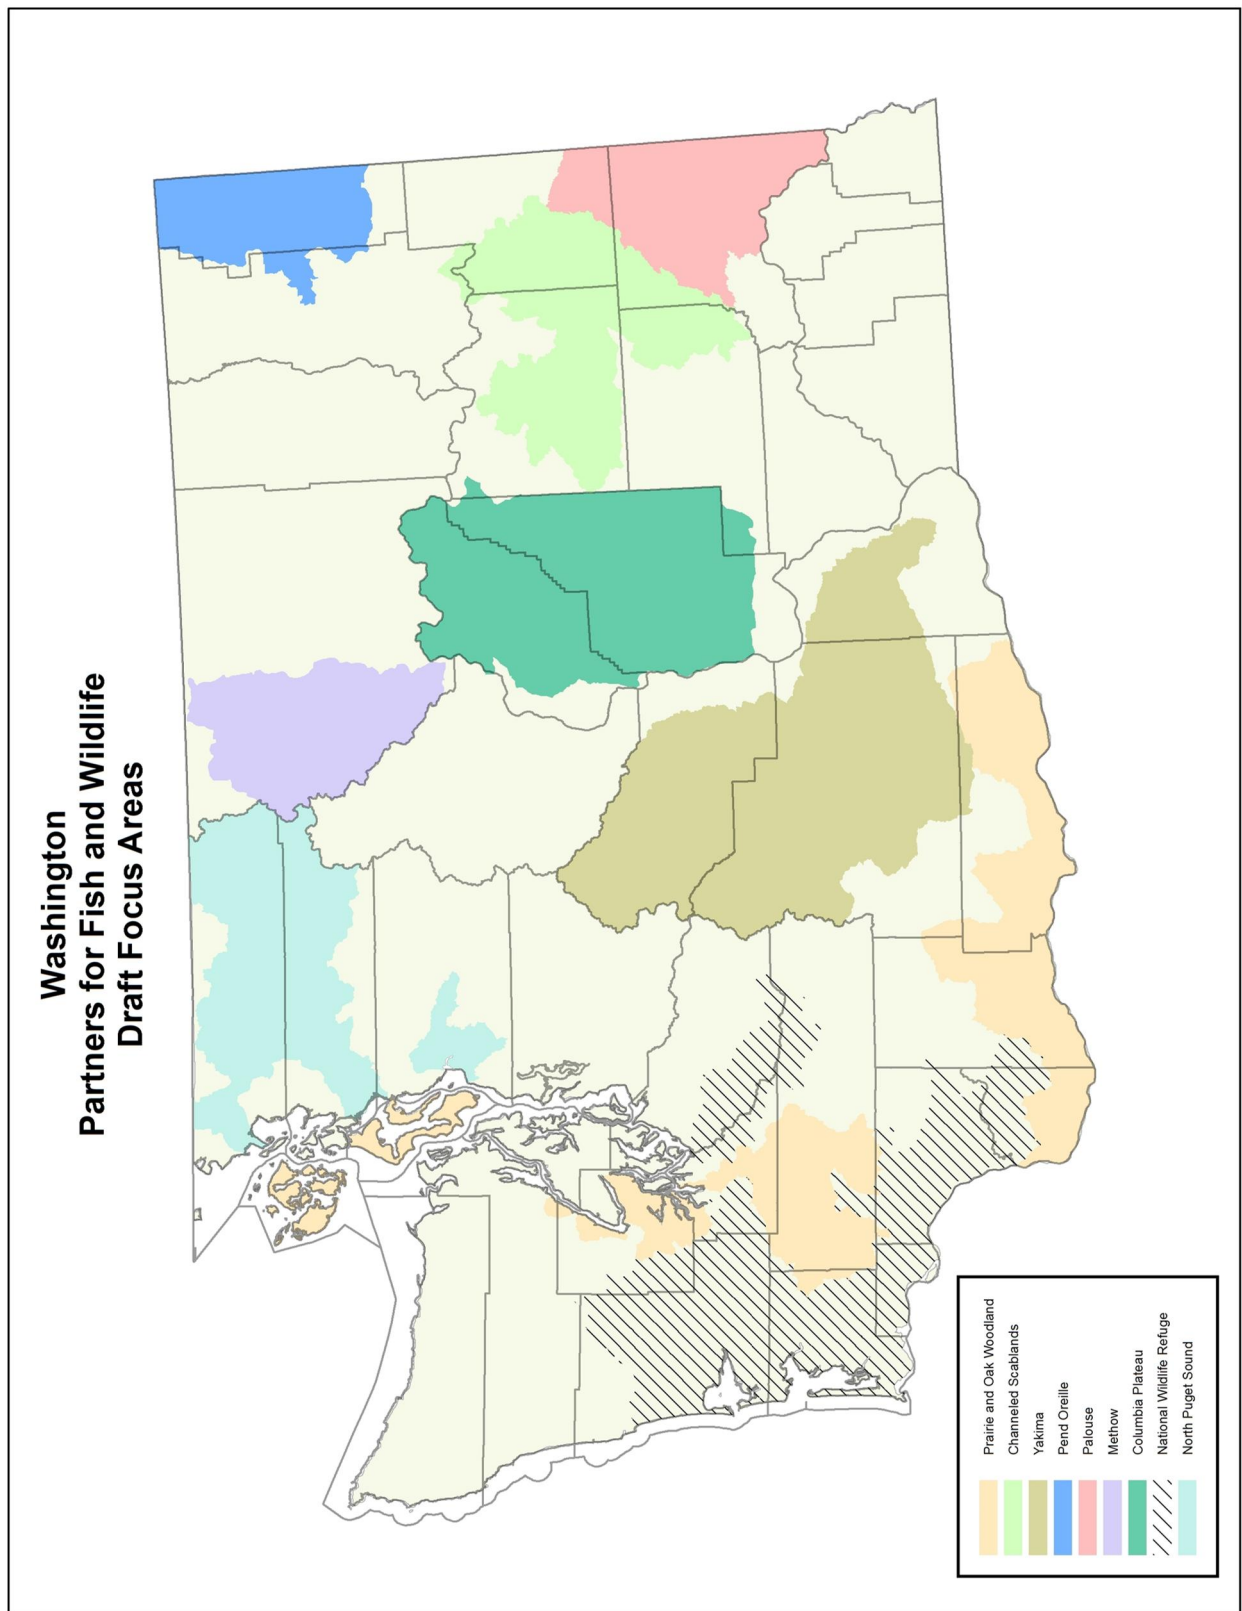 Washington
Partners for Fish and Wildlife
Draft Focus Areas
Prairie and Oak Woodland
Channeled Scablands
Yakima
Pend Oreille
Palouse
Methow
Columbia Plateau
National Wildlife Refuge
North Puget Sound